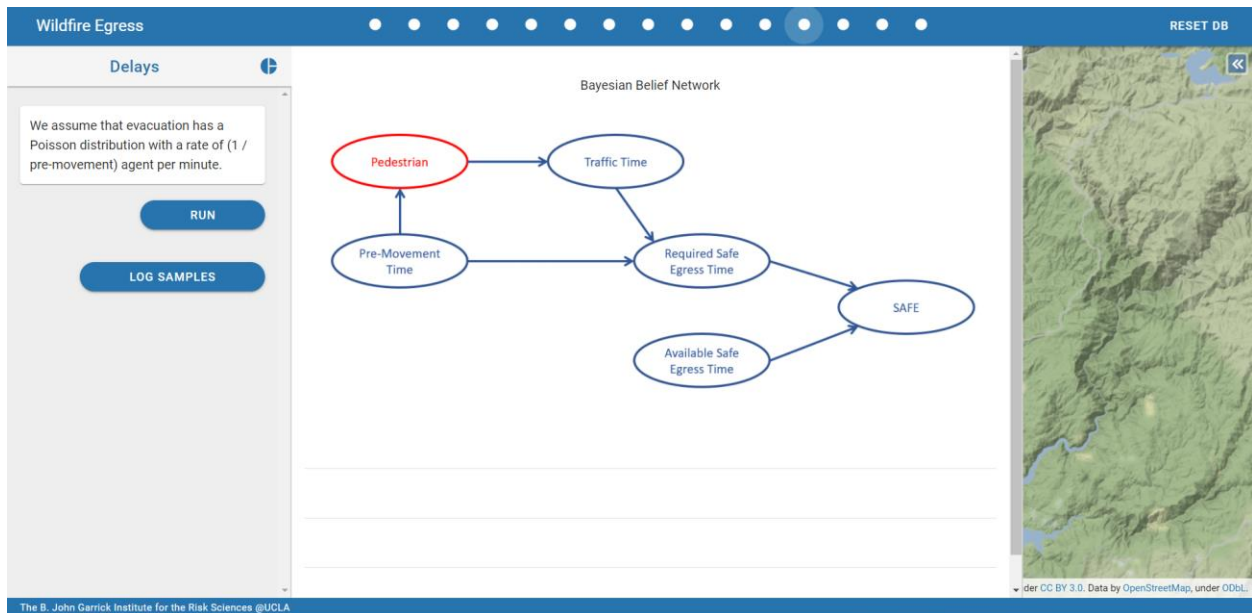 Wildfire Egress
RESET DB
Delays
We assume that evacuation has a
Poisson distribution with a rate of (1 /
pre-movement) agent per minute.
RUN
LOG SAMPLES
Bayesian Belief Network
Pedestrian
Traffic Time
Pre-Movement
Time
Required Safe
Egress Time
SAFE
Available Safe
Egress Time
der CC BY 3.0. Data by OpenStreetMap, under ODbL.
The B. John Garrick Institute for the Risk Sciences @UCLA